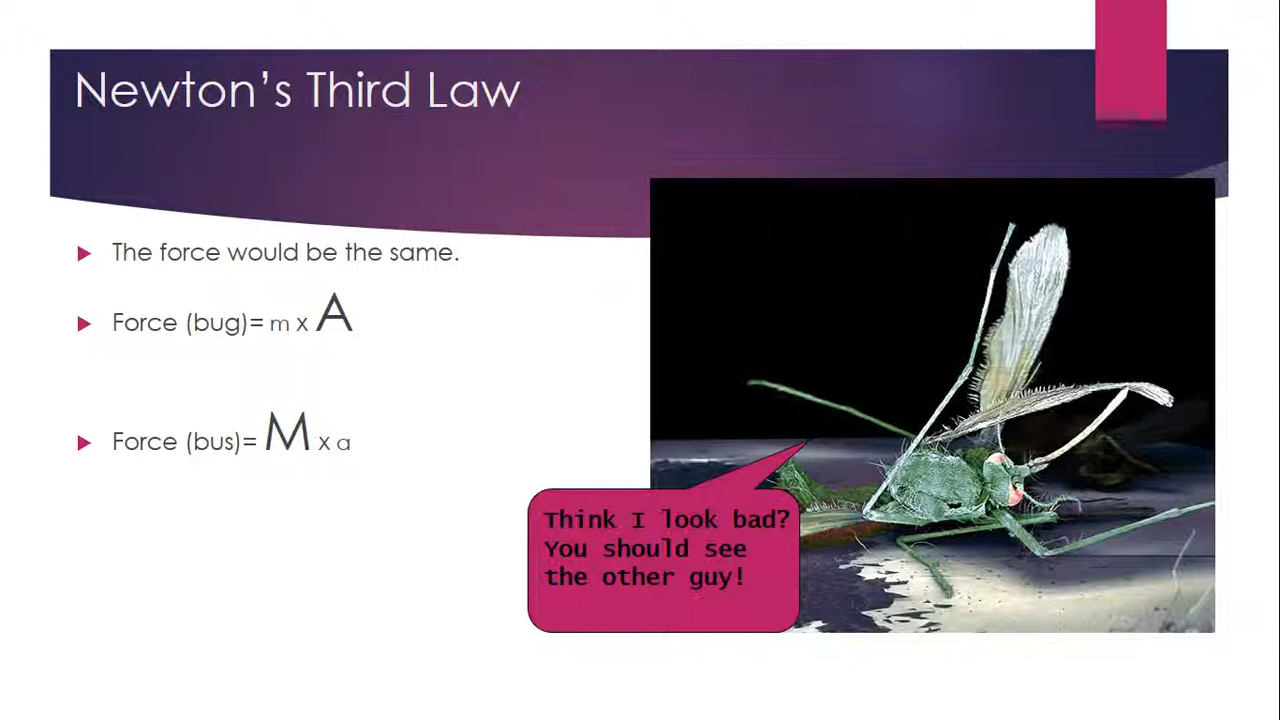 Newton's Third Law
The force would be the same.
Force (bug)= m x A
Force (bus)= M x a
Think I look bad?
You should see
the other guy!